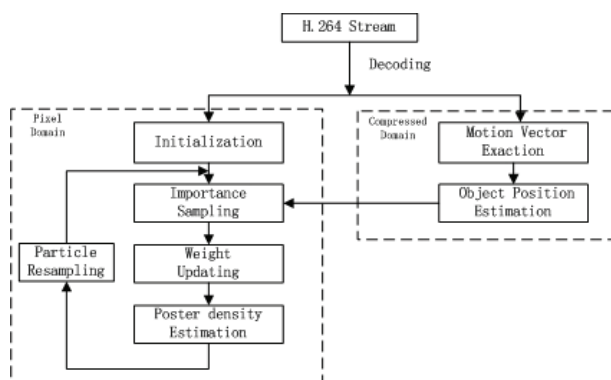 H.264 Stream
Decoding
Pixel
Domain
Compressed
Domain
Initialization
Motion Vector
Exaction
Importance
Sampling
Object Position
Estimation
Particle
Resampling
Weight
Updating
Poster density
Estimation